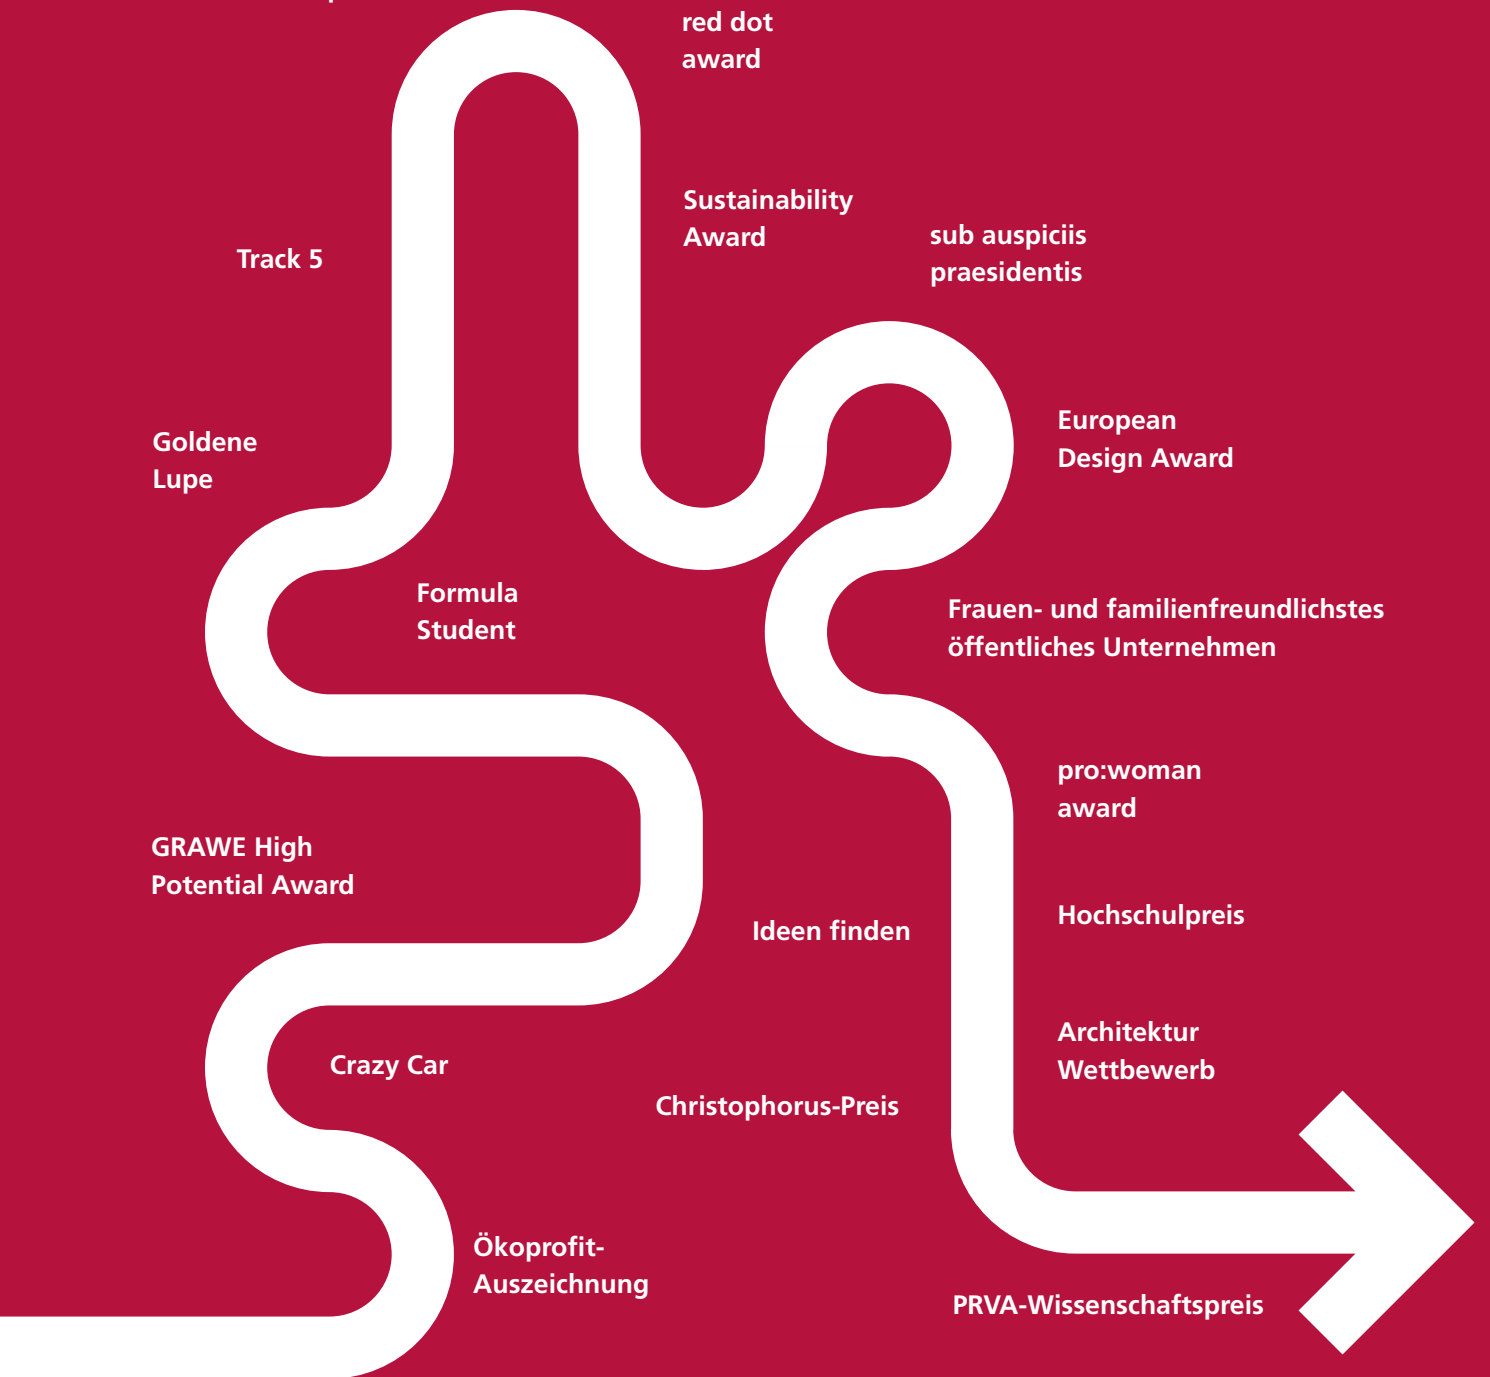 red dot
award
Sustainability
Award
sub auspiciis
praesidentis
Track 5
European
Design Award
Goldene
Lupe
Formula
Student
Frauen- und familienfreundlichstes
öffentliches Unternehmen
pro:woman
award
GRAWE High
Potential Award
Ideen finden
Hochschulpreis
Architektur
Wettbewerb
Crazy Car
Christophorus-Preis
Ökoprofit-
Auszeichnung
PRVA-Wissenschaftspreis